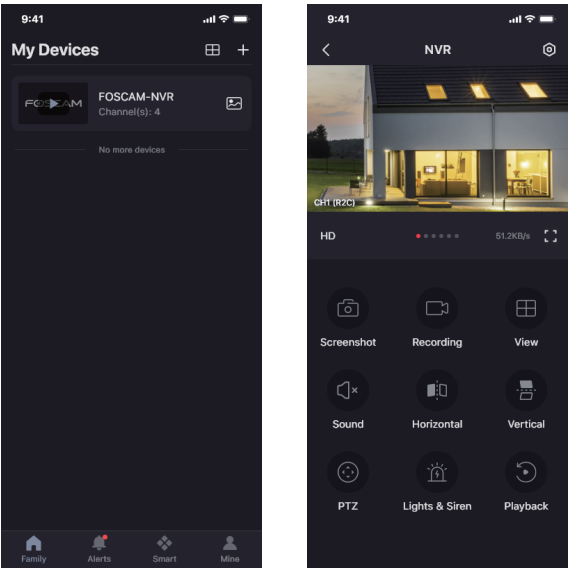 9:41
My Devices
FOSCAM
FOSCAM-NVR
Channel(s): 4
No more devices
Family
Alerts
Smart
Mine
9:41
NVR
CH1 (R2C)
HD
51.2KB/s
Screenshot
Recording
View
Sound
Horizontal
Vertical
PTZ
Lights & Siren
Playback